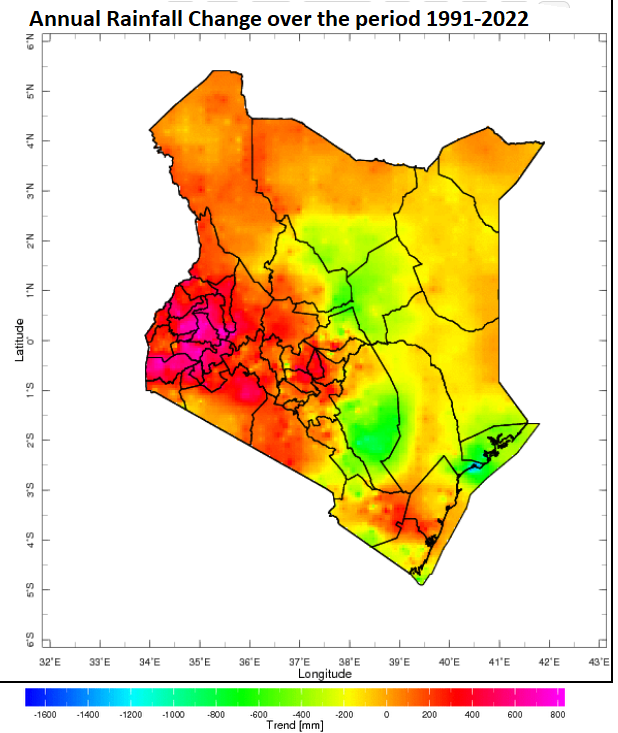 Annual Rainfall Change over the period 1991-2022
6°N
5°N
4°N
3°N
2°N
1°N
0°
1°S
2°S
3°S
4°S
5°S
6°S
Latitude
32°E 33°E 34°E 35°E 36°E 37°E 38°E 39°E 40°E 41°E 42°E 43°E
Longitude
-1600 -1400 -1200 -1000 -800 -600 -400 -200 0 200 400 600 800
Trend [mm]